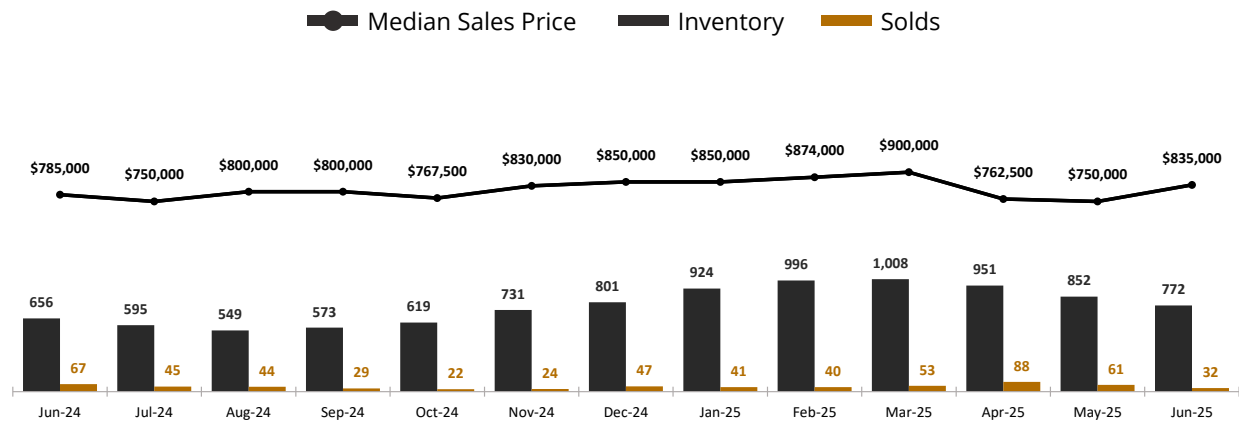 Median Sales Price Inventory Solds
$785,000 $750,000 $800,000 $800,000 $767,500 $830,000 $850,000 $850,000 $874,000 $900,000 $762,500 $750,000 $835,000
656 595 549 573 619 731 801 924 996 1,008 951 852 772
67 45 44 29 22 24 47 41 40 53 88 61 32
Jun-24 Jul-24 Aug-24 Sep-24 Oct-24 Nov-24 Dec-24 Jan-25 Feb-25 Mar-25 Apr-25 May-25 Jun-25